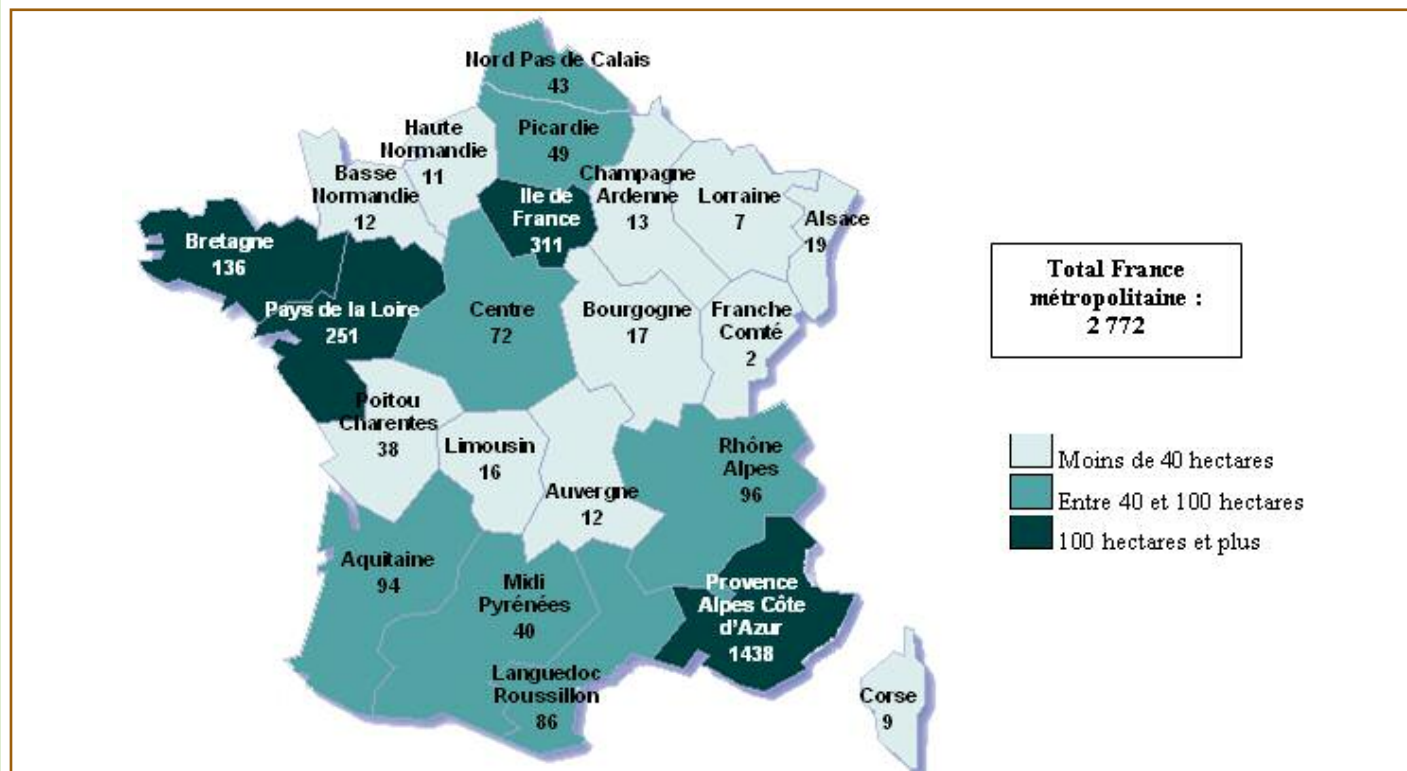 Nord Pas de Calais
43
Picardie
49
Haute
Normandie
11
Basse
Normandie
12
Ile de
France
311
Champagne
Ardenne
13
Lorraine
7
Alsace
19
Bretagne
136
Pays de la Loire
251
Centre
72
Bourgogne
17
Franche
Comté
2
Poitou
Charentes
38
Limousin
16
Auvergne
12
Rhône
Alpes
96
Aquitaine
94
Midi
Pyrénées
40
Languedoc
Roussillon
86
Provence
Alpes Côte
d'Azur
1438
Corse
9
Total France
métropolitaine :
2 772
Moins de 40 hectares
Entre 40 et 100 hectares
100 hectares et plus